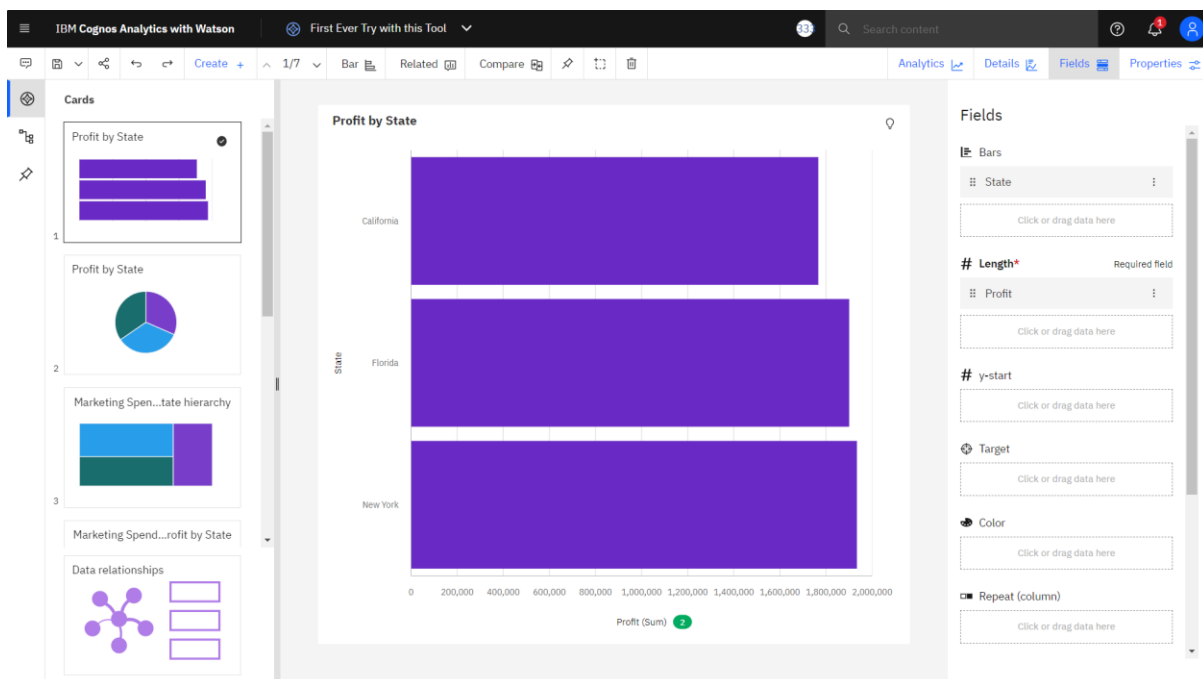 IBM Cognos Analytics with Watson
First Ever Try with this Tool
Search content
1
Create +
1/7
Bar
Related
Compare
Analytics
Details
Fields
Properties
Cards
Profit by State
1
Profit by State
2
Marketing Spen...tate hierarchy
3
Marketing Spend...rofit by State
Data relationships
Profit by State
California
Florida
New York
State
0 200,000 400,000 600,000 800,000 1,000,000 1,200,000 1,400,000 1,600,000 1,800,000 2,000,000
Profit (Sum) 2
Fields
Bars
State
Click or drag data here
# Length* Required field
Profit
Click or drag data here
# y-start
Click or drag data here
Target
Click or drag data here
Color
Click or drag data here
Repeat (column)
Click or drag data here